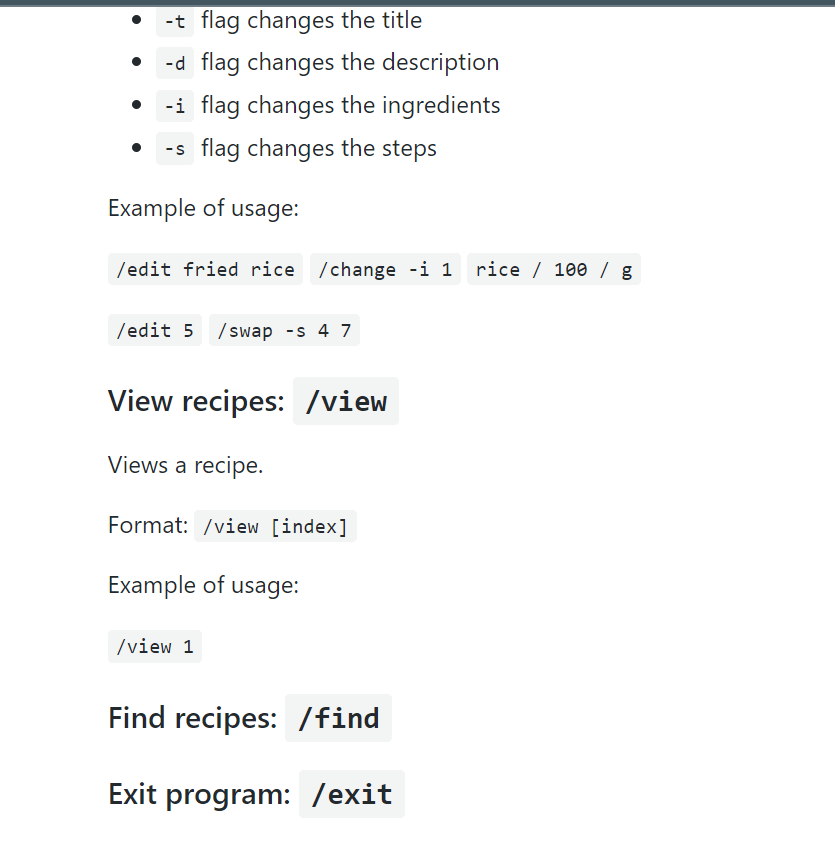 -t flag changes the title
-d flag changes the description
-i flag changes the ingredients
-s flag changes the steps
Example of usage:
/edit fried rice /change -i 1 rice / 100 / g
/edit 5 /swap -s 4 7
View recipes: /view
Views a recipe.
Format: /view [index]
Example of usage:
/view 1
Find recipes: /find
Exit program: /exit